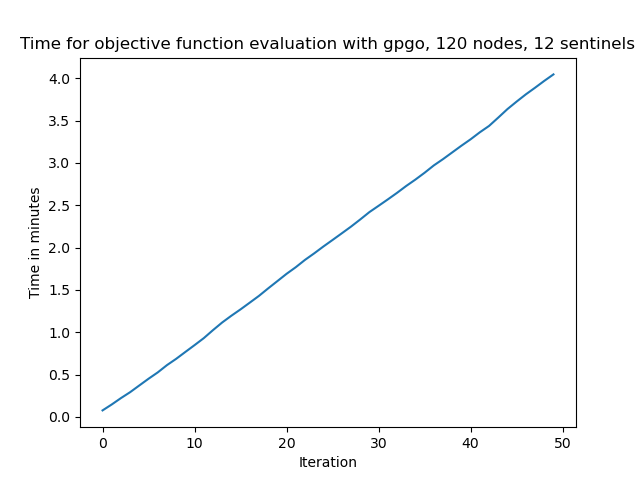 Time for objective function evaluation with gpgo, 120 nodes, 12 sentinels
4.0
3.5
3.0
2.5
2.0
1.5
1.0
0.5
0.0
Time in minutes
0 10 20 30 40 50
Iteration